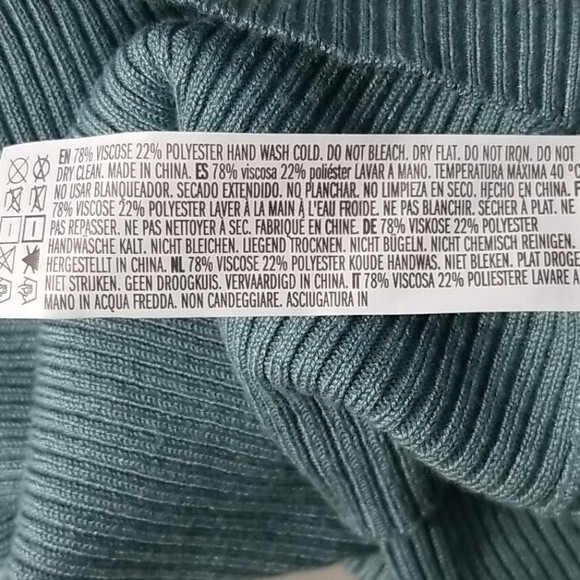 EN 78% VISCOSE 22% POLYESTER HAND WASH COLD. DO NOT BLEACH. DRY FLAT. DO NOT IRON. DO NOT
DRY CLEAN. MADE IN CHINA. ES 78% viscosa 22% poliéster LAVAR A MANO. TEMPERATURA MÁXIMA 40 °C
NO USAR BLANQUEADOR. SECADO EXTENDIDO. NO PLANCHAR. NO LIMPIEZA EN SECO. HECHO EN CHINA. F
78% VISCOSE 22% POLYESTER LAVER À LA MAIN À L'EAU FROIDE. NE PAS BLANCHIR. SÉCHER À PLAT. NE
PAS REPASSER. NE PAS NETTOYER À SEC. FABRIQUÉ EN CHINE. DE 78% VISKOSE 22% POLYESTER
HANDWÄSCHE KALT. NICHT BLEICHEN. LIEGEND TROCKNEN. NICHT BÜGELN. NICHT CHEMISCH REINIGEN.
HERGESTELLT IN CHINA. NL 78% VISCOSE 22% POLYESTER KOUDE HANDWAS. NIET BLEKEN. PLAT DROGE
NIET STRIJKEN. GEEN DROOGKUIS. VERVAARDIGD IN CHINA. IT 78% VISCOSA 22% POLIESTERE LAVARE A
MANO IN ACQUA FREDDA. NON CANDEGGIARE. ASCIUGATURA IN